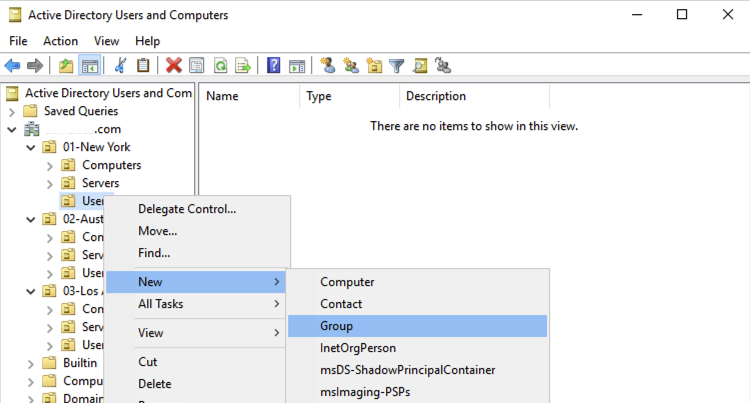 Active Directory Users and Computers
File Action View Help
Active Directory Users and Com
Name Type Description
Saved Queries
There are no items to show in this view.
.com
01-New York
Computers
Servers
User
Delegate Control...
02-Aust
Move...
Con
Find...
Serv
User
New
Computer
03-Los A
All Tasks
Contact
Con
Group
Serv
View
InetOrgPerson
User
Builtin
Cut
msDS-ShadowPrincipalContainer
Compu
Delete
msImaging-PSPs
Domain